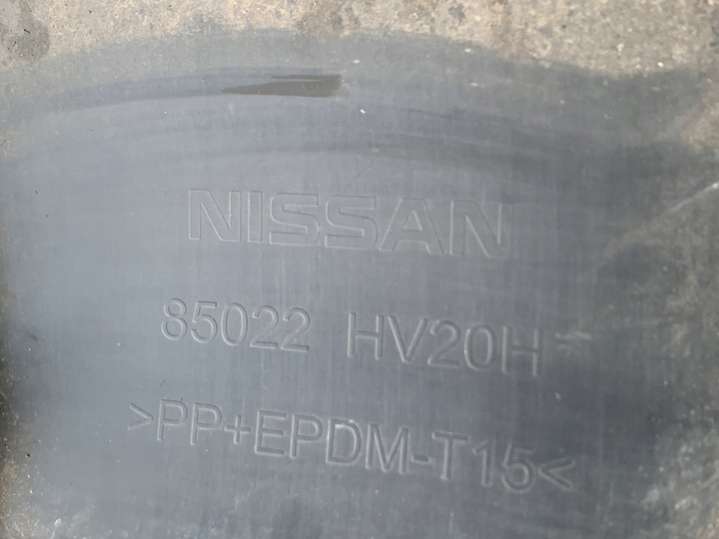 NISSAN
85022 HV20H
>PP+EPDM-T15<